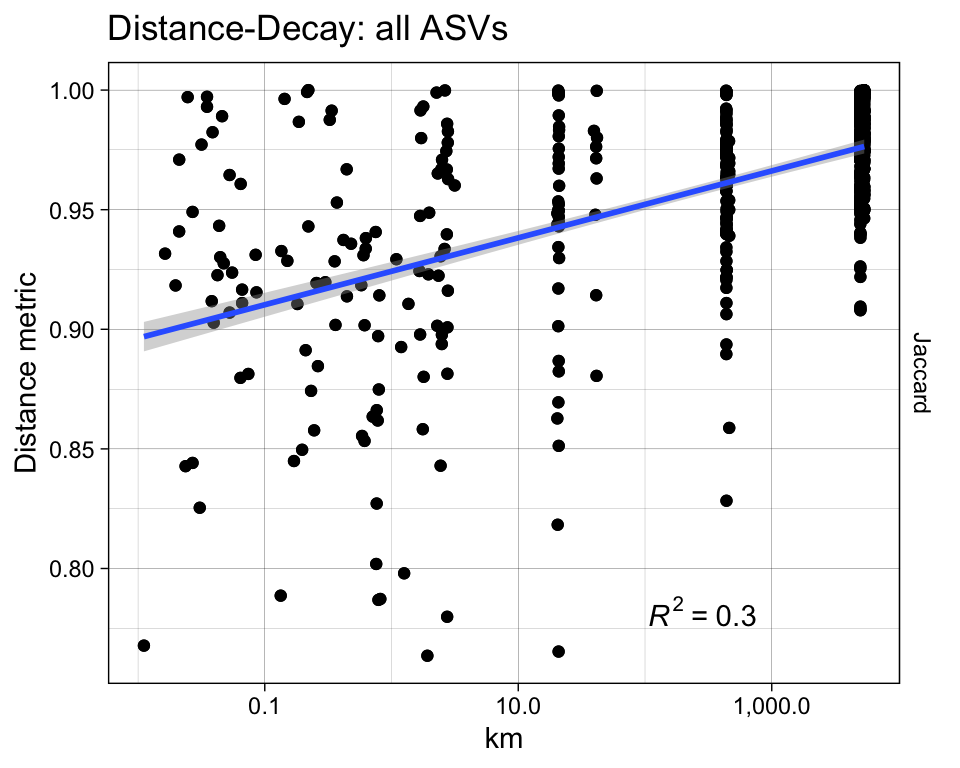 Distance-Decay: all ASVs
Distance metric
1.00
0.95
0.90
0.85
0.80
Jaccard
R² = 0.3
0.1
10.0
1,000.0
km